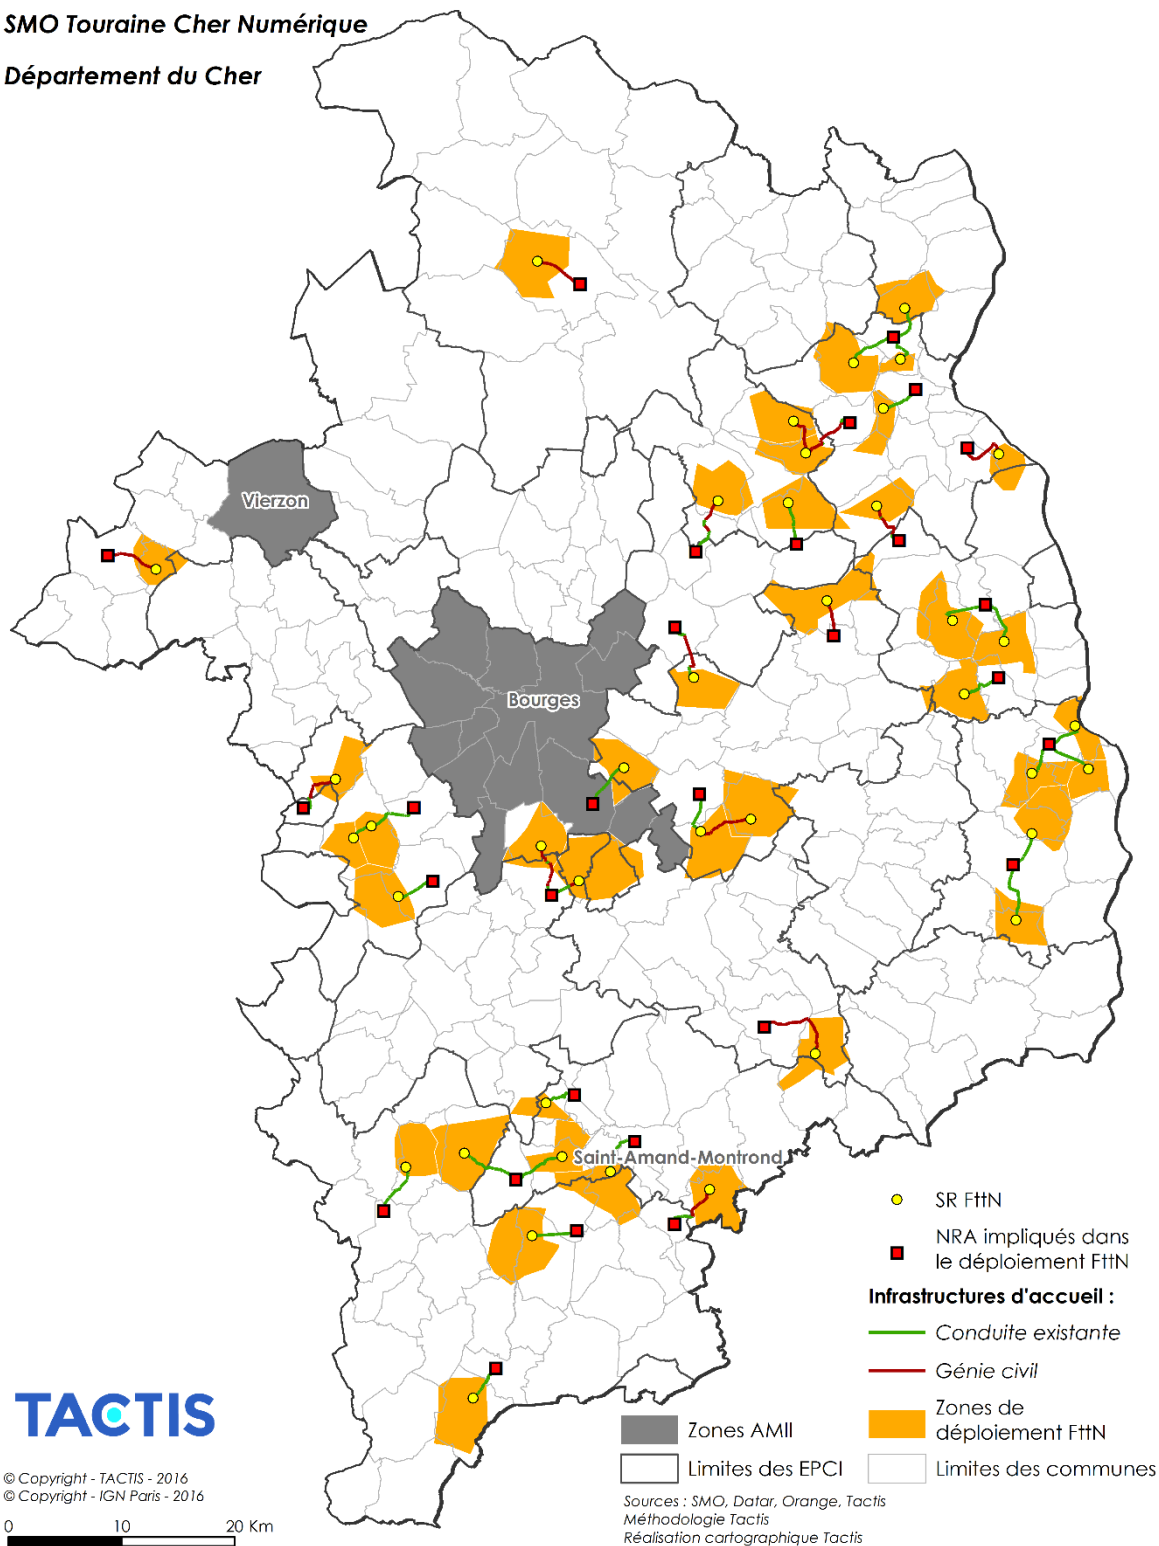 SMO Touraine Cher Numérique
Département du Cher
Vierzon
Bourges
Saint-Amand-Montrond
SR FttN
NRA impliqués dans
le déploiement FttN
Infrastructures d'accueil :
Conduite existante
Génie civil
Zones de
déploiement FttN
Zones AMII
Limites des EPCI
Limites des communes
TACTIS
© Copyright - TACTIS - 2016
© Copyright - IGN Paris - 2016
0 10 20 Km
Sources : SMO, Datar, Orange, Tactis
Méthodologie Tactis
Réalisation cartographique Tactis